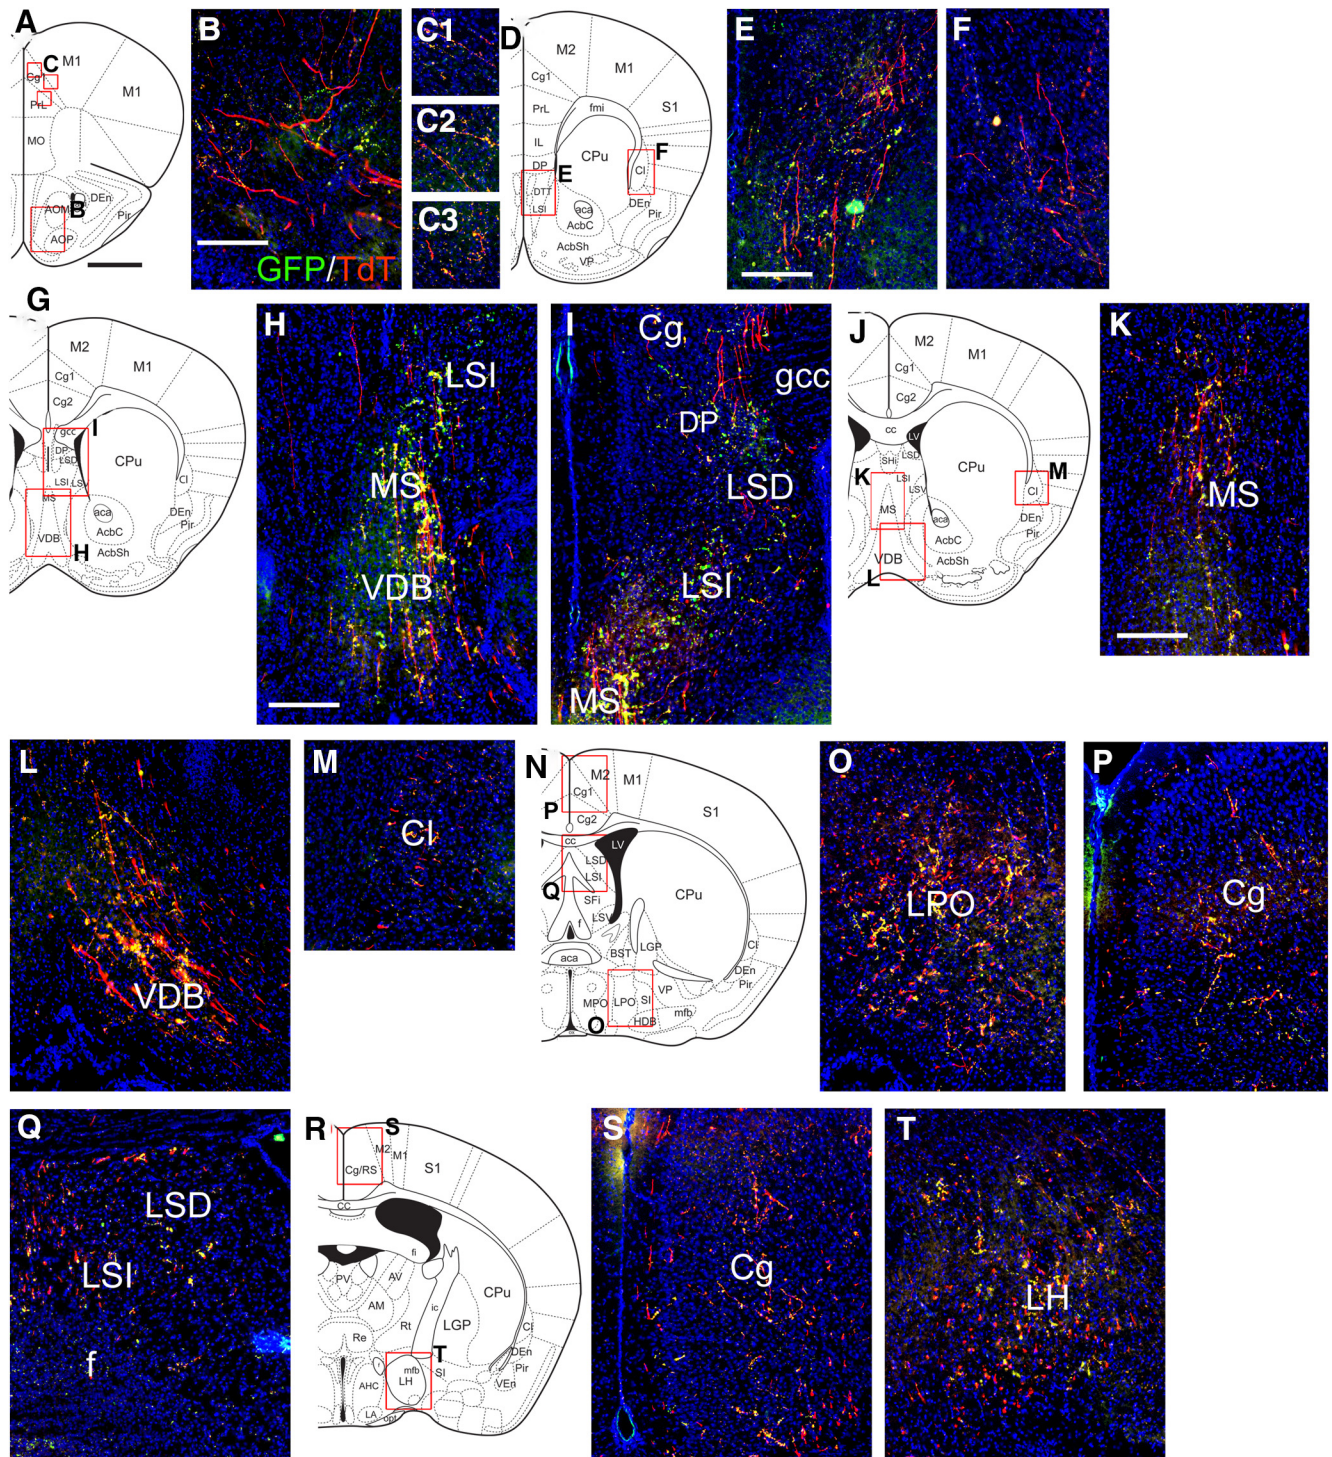 A
M1
C
Cg
M1
PrL
MO
DEn
AOM
B
Pir
AOP
B
GFP/TdT
C1
C2
C3
D
M2
M1
Cg1
S1
PrL
fmi
IL
CPu
F
DP
E
Cl
DTT
LSI
aca
DEn
AcbC
Pir
AcbSh
VP
E
F
G
M2
M1
Cg1
Cg2
gcc
I
DP
LSD
CPu
LSI
LSV
Cl
MS
aca
DEn
AcbC
Pir
VDB
AcbSh
H
H
LSI
MS
VDB
I
Cg
gcc
DP
LSD
LSI
MS
J
M2
M1
Cg1
Cg2
cc
LV
SHi
LSD
CPu
K
LSI
M
LSV
Cl
MS
aca
DEn
AcbC
Pir
VDB
AcbSh
L
K
MS
L
VDB
M
Cl
N
M2
M1
Cg1
S1
P
Cg2
cc
LV
LSD
LSI
Q
CPu
SFi
LSV
f
LGP
Cl
aca
BST
DEn
VP
Pir
MPO
LPO
SI
mfb
O
HDB
O
LPO
P
Cg
Q
LSD
LSI
f
R
S
M2
M1
Cg/RS
S1
CC
fi
PV
AV
CPu
AM
ic
Rt
LGP
Cl
Re
DEn
T
Pir
mfb
SI
LH
VEn
AHC
LA
opt
S
Cg
T
LH